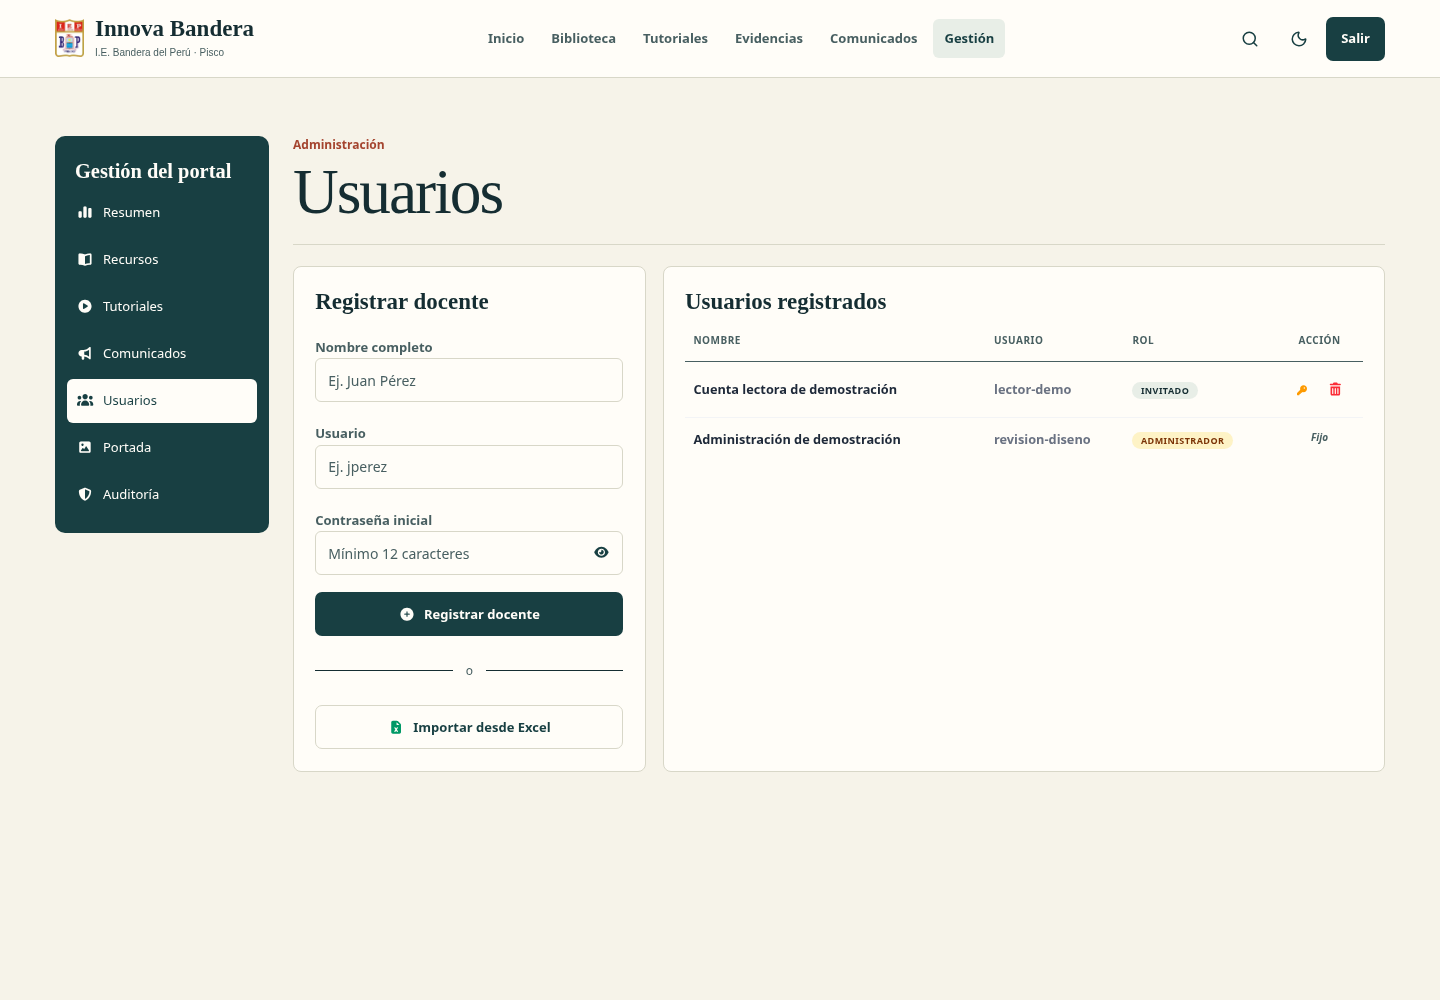 IEP
Innova Bandera
I.E. Bandera del Perú · Pisco
Inicio
Biblioteca
Tutoriales
Evidencias
Comunicados
Gestión
Salir
Gestión del portal
Resumen
Recursos
Tutoriales
Comunicados
Usuarios
Portada
Auditoría
Administración
Usuarios
Registrar docente
Nombre completo
Ej. Juan Pérez
Usuario
Ej. jperez
Contraseña inicial
Mínimo 12 caracteres
Registrar docente
o
Importar desde Excel
Usuarios registrados
NOMBRE USUARIO ROL ACCIÓN
Cuenta lectora de demostración lector-demo INVITADO
Administración de demostración revision-diseno ADMINISTRADOR Fijo